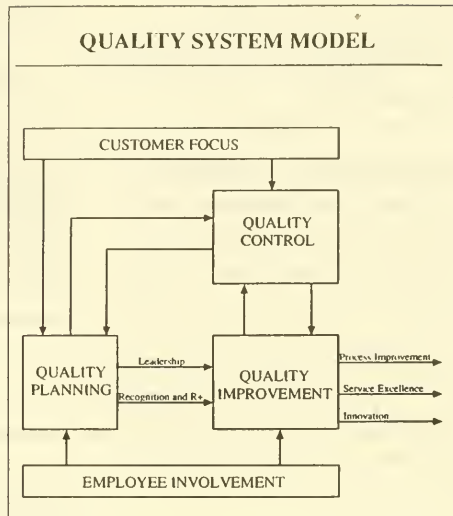 QUALITY SYSTEM MODEL
CUSTOMER FOCUS
QUALITY
CONTROL
QUALITY
PLANNING
Leadership
Recognition and R+
QUALITY
IMPROVEMENT
Process Improvement
Service Excellence
Innovation
EMPLOYEE INVOLVEMENT